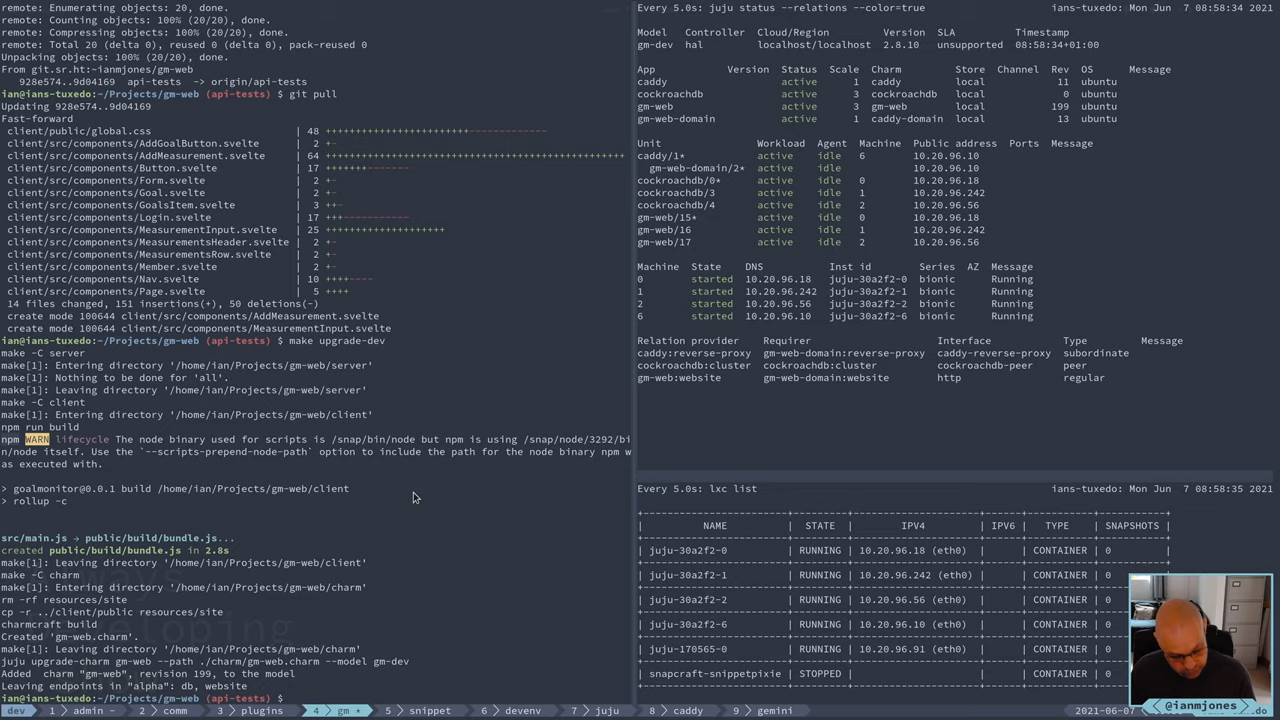 remote: Enumerating objects: 20, done.
remote: Counting objects: 100% (20/20), done.
remote: Compressing objects: 100% (20/20), done.
remote: Total 20 (delta 0), reused 0 (delta 0), pack-reused 0
Unpacking objects: 100% (20/20), done.
From git.sr.ht:~ianmjones/gm-web
928e574..9d04169 api-tests -> origin/api-tests
ian@ians-tuxedo:~/Projects/gm-web (api-tests) $ git pull
Updating 928e574..9d04169
Fast-forward
client/public/global.css | 48
client/src/components/AddGoalButton.svelte | 2 +-
client/src/components/AddMeasurement.svelte | 64
client/src/components/Button.svelte | 17
client/src/components/Form.svelte | 2 +-
client/src/components/Goal.svelte | 2 +-
client/src/components/GoalsItem.svelte | 3 +-
client/src/components/Login.svelte | 17
client/src/components/MeasurementInput.svelte | 25
client/src/components/MeasurementsHeader.svelte | 2 +-
client/src/components/MeasurementsRow.svelte | 2 +-
client/src/components/Member.svelte | 2 +-
client/src/components/Nav.svelte | 10 ++++----
client/src/components/Page.svelte | 5 ++++
14 files changed, 151 insertions(+), 50 deletions(-)
create mode 100644 client/src/components/AddMeasurement.svelte
create mode 100644 client/src/components/MeasurementInput.svelte
ian@ians-tuxedo:~/Projects/gm-web (api-tests) $ make upgrade-dev
make -C server
make[1]: Entering directory '/home/ian/Projects/gm-web/server'
make[1]: Nothing to be done for 'all'.
make[1]: Leaving directory '/home/ian/Projects/gm-web/server'
make -C client
make[1]: Entering directory '/home/ian/Projects/gm-web/client'
npm run build
npm WARN lifecycle The node binary used for scripts is /snap/bin/node but npm is using /snap/node/3292/bi
n/node itself. Use the `--scripts-prepend-node-path` option to include the path for the node binary npm w
as executed with.
> goalmonitor@0.0.1 build /home/ian/Projects/gm-web/client
> rollup -c
src/main.js → public/build/bundle.js...
created public/build/bundle.js in 2.8s
make[1]: Leaving directory '/home/ian/Projects/gm-web/client'
make -C charm
make[1]: Entering directory '/home/ian/Projects/gm-web/charm'
rm -rf resources/site
cp -r ../client/public resources/site
charmcraft build
Created 'gm-web.charm'.
make[1]: Leaving directory '/home/ian/Projects/gm-web/charm'
juju upgrade-charm gm-web --path ./charm/gm-web.charm --model gm-dev
Added charm "gm-web", revision 199, to the model
Leaving endpoints in "alpha": db, website
ian@ians-tuxedo:~/Projects/gm-web (api-tests) $
Every 5.0s: juju status --relations --color=true ians-tuxedo: Mon Jun 7 08:58:34 2021
Model Controller Cloud/Region Version SLA Timestamp
gm-dev hal localhost/localhost 2.8.10 unsupported 08:58:34+01:00
App Version Status Scale Charm Store Channel Rev OS Message
caddy active 1 caddy local 11 ubuntu
cockroachdb active 3 cockroachdb local 0 ubuntu
gm-web active 3 gm-web local 199 ubuntu
gm-web-domain active 1 caddy-domain local 13 ubuntu
Unit Workload Agent Machine Public address Ports Message
caddy/1* active idle 6 10.20.96.10
gm-web-domain/2* active idle 10.20.96.10
cockroachdb/0* active idle 0 10.20.96.18
cockroachdb/3 active idle 1 10.20.96.242
cockroachdb/4 active idle 2 10.20.96.56
gm-web/15* active idle 0 10.20.96.18
gm-web/16 active idle 1 10.20.96.242
gm-web/17 active idle 2 10.20.96.56
Machine State DNS Inst id Series AZ Message
0 started 10.20.96.18 juju-30a2f2-0 bionic Running
1 started 10.20.96.242 juju-30a2f2-1 bionic Running
2 started 10.20.96.56 juju-30a2f2-2 bionic Running
6 started 10.20.96.10 juju-30a2f2-6 bionic Running
Relation provider Requirer Interface Type Message
caddy:reverse-proxy gm-web-domain:reverse-proxy caddy-reverse-proxy subordinate
cockroachdb:cluster cockroachdb:cluster cockroach-peer peer
gm-web:website gm-web-domain:website http regular
Every 5.0s: lxc list ians-tuxedo: Mon Jun 7 08:58:35 2021
| NAME | STATE | IPV4 | IPV6 | TYPE | SNAPSHOTS |
| juju-30a2f2-0 | RUNNING | 10.20.96.18 (eth0) | | CONTAINER | 0 |
| juju-30a2f2-1 | RUNNING | 10.20.96.242 (eth0) | | CONTAINER | 0
| juju-30a2f2-2 | RUNNING | 10.20.96.56 (eth0) | | CONTAINER | 0
| juju-30a2f2-6 | RUNNING | 10.20.96.10 (eth0) | | CONTAINER | 0
| juju-170565-0 | RUNNING | 10.20.96.91 (eth0) | | CONTAINER | 0
| snapcraft-snippetpixie | STOPPED | | | CONTAINER | 0
dev 1 admin - 2 comm 3 plugins 4 gm * 5 snippet 6 devenv 7 juju 8 caddy 9 gemini 2021-06-07
<@ianmjones>